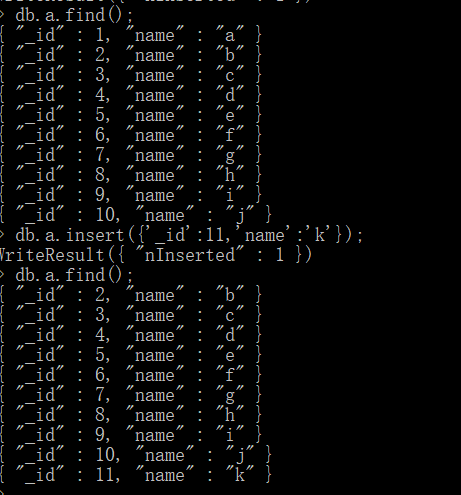 > db.a.find();
{ "_id" : 1, "name" : "a" }
{ "_id" : 2, "name" : "b" }
{ "_id" : 3, "name" : "c" }
{ "_id" : 4, "name" : "d" }
{ "_id" : 5, "name" : "e" }
{ "_id" : 6, "name" : "f" }
{ "_id" : 7, "name" : "g" }
{ "_id" : 8, "name" : "h" }
{ "_id" : 9, "name" : "i" }
{ "_id" : 10, "name" : "j" }
> db.a.insert({'_id':11,'name':'k'});
WriteResult({ "nInserted" : 1 })
> db.a.find();
{ "_id" : 2, "name" : "b" }
{ "_id" : 3, "name" : "c" }
{ "_id" : 4, "name" : "d" }
{ "_id" : 5, "name" : "e" }
{ "_id" : 6, "name" : "f" }
{ "_id" : 7, "name" : "g" }
{ "_id" : 8, "name" : "h" }
{ "_id" : 9, "name" : "i" }
{ "_id" : 10, "name" : "j" }
{ "_id" : 11, "name" : "k" }